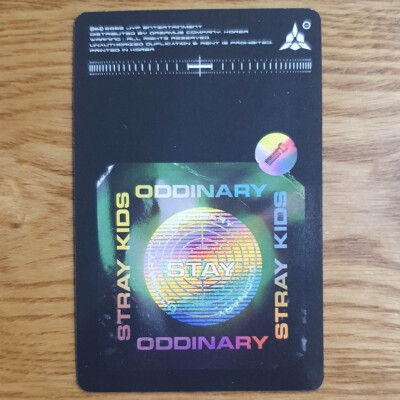 ℗© 2022 JYP ENTERTAINMENT
DISTRIBUTED BY DREAMUS COMPANY, KOREA
WARNING : ALL RIGHTS RESERVED.
UNAUTHORIZED DUPLICATION & RENT IS PROHIBITED.
PRINTED IN KOREA
ODDINARY
STRAY KIDS
STAY
STRAY KIDS
ODDINARY